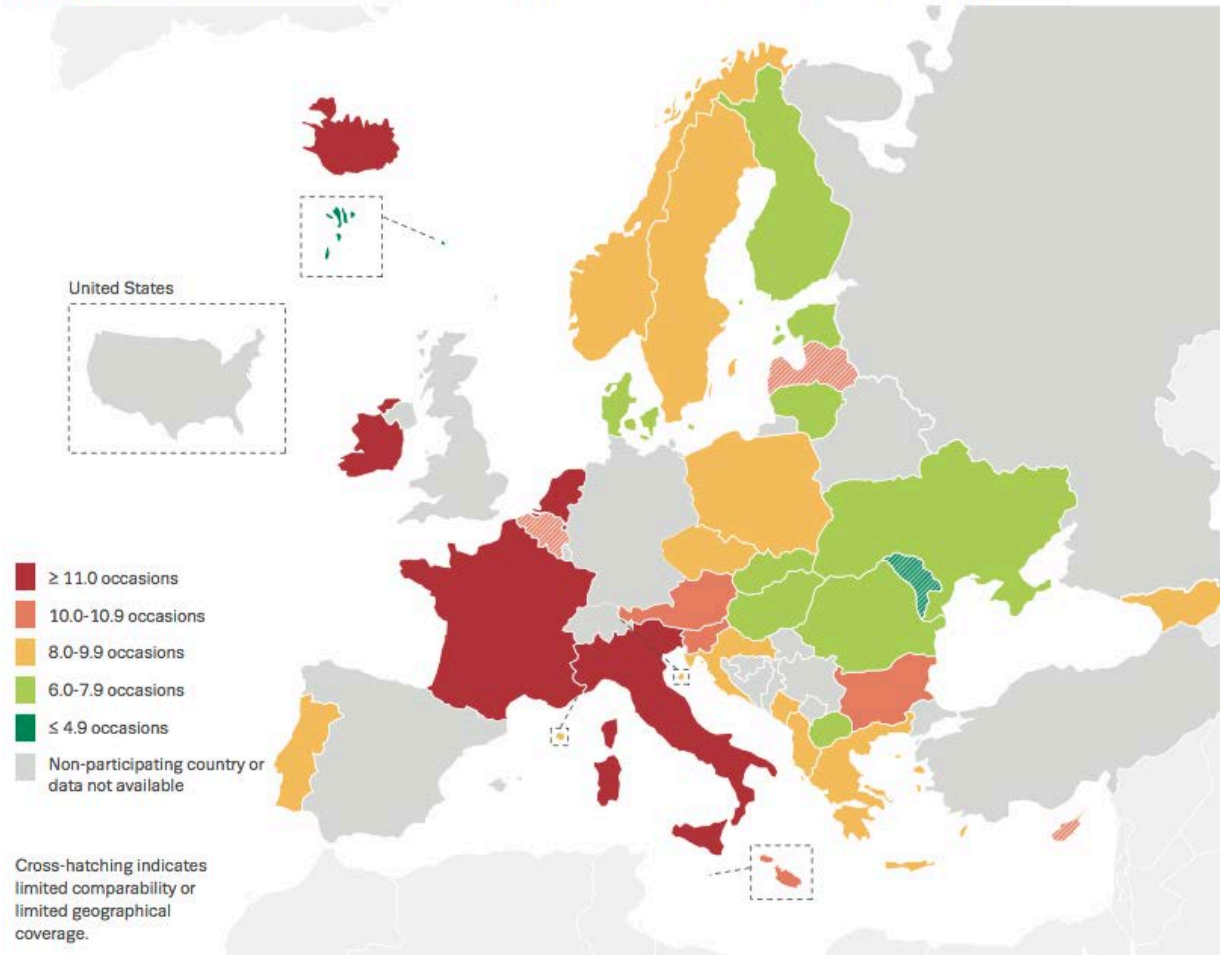 United States
≥ 11.0 occasions
10.0-10.9 occasions
8.0-9.9 occasions
6.0-7.9 occasions
≤ 4.9 occasions
Non-participating country or
data not available
Cross-hatching indicates
limited comparability or
limited geographical
coverage.